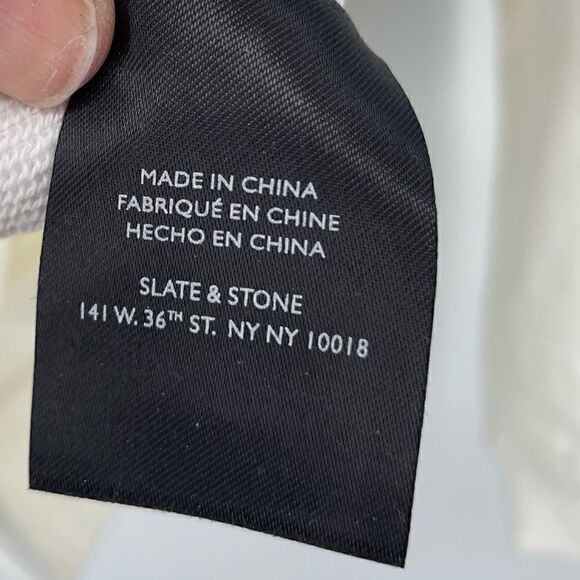 MADE IN CHINA
FABRIQUÉ EN CHINE
HECHO EN CHINA
SLATE & STONE
141 W. 36TH ST. NY NY 10018